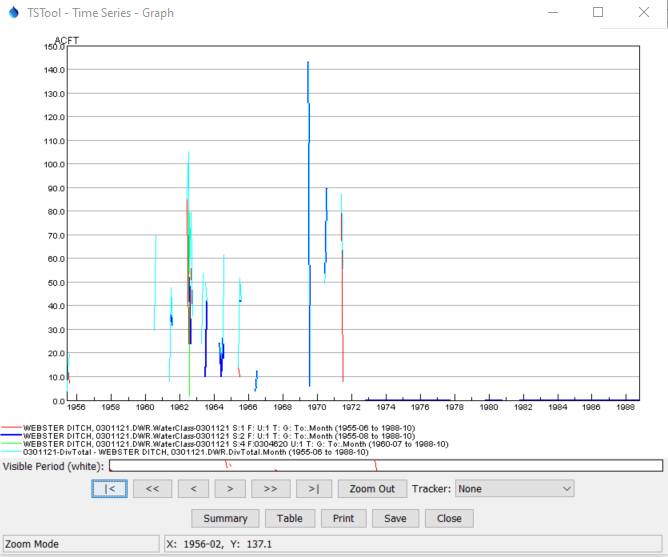 TSTool - Time Series - Graph
ACFT
150.0
140.0
130.0
120.0
110.0
100.0
90.0
80.0
70.0
60.0
50.0
40.0
30.0
20.0
10.0
0.0
1956 1958 1960 1962 1964 1966 1968 1970 1972 1974 1976 1978 1980 1982 1984 1986 1988
WEBSTER DITCH, 0301121.DWR.WaterClass-0301121 S:1 F: U:1 T: G: To:.Month (1955-06 to 1988-10)
WEBSTER DITCH, 0301121.DWR.WaterClass-0301121 S:2 F: U:1 T: G: To:.Month (1955-08 to 1988-10)
WEBSTER DITCH, 0301121.DWR.WaterClass-0301121 S:4 F:0304620 U:1 T: G: To:.Month (1960-07 to 1988-10)
0301121-DivTotal - WEBSTER DITCH, 0301121.DWR.DivTotal.Month (1955-06 to 1988-10)
Visible Period (white):
|< << < > >> >| Zoom Out Tracker: None
Summary Table Print Save Close
Zoom Mode X: 1956-02, Y: 137.1